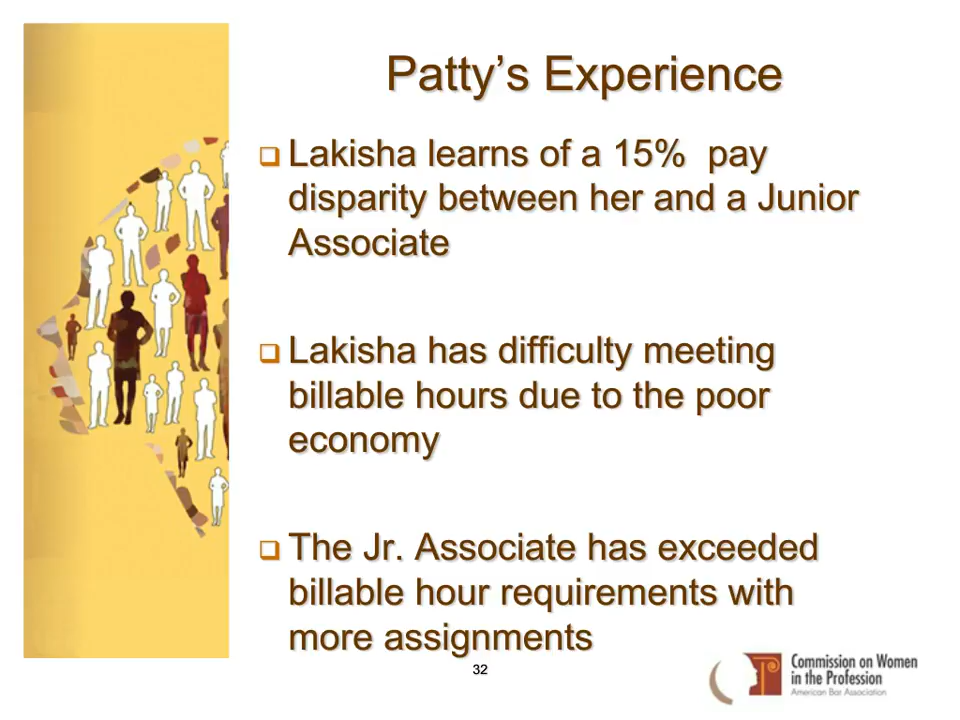 Patty’s Experience
Lakisha learns of a 15%  pay
disparity between her and a Junior
Associate
Lakisha has difficulty meeting
billable hours due to the poor
economy
The Jr. Associate has exceeded
billable hour requirements with
more assignments
32
Commission on Women
in the Profession
American Bar Association